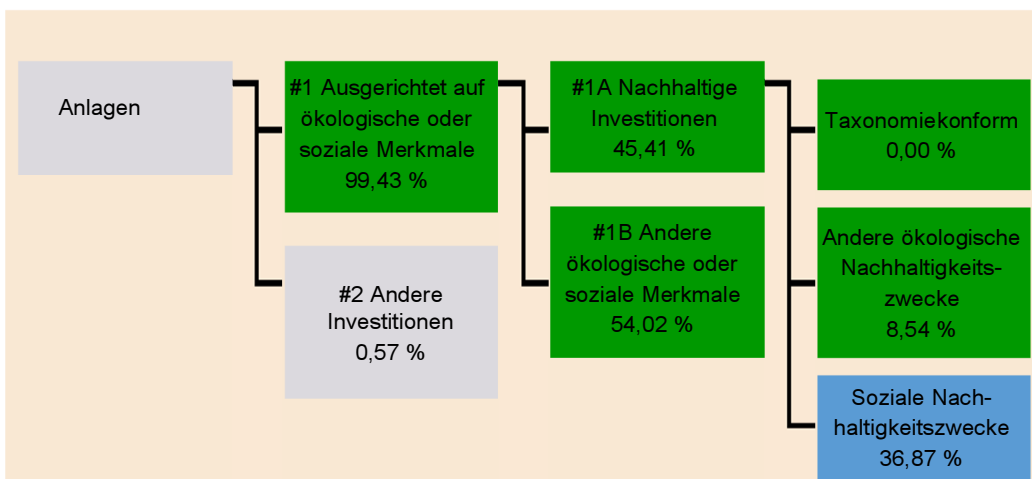 Anlagen
#1 Ausgerichtet auf
ökologische oder
soziale Merkmale
99,43 %
#2 Andere
Investitionen
0,57 %
#1A Nachhaltige
Investitionen
45,41 %
#1B Andere
ökologische oder
soziale Merkmale
54,02 %
Taxonomiekonform
0,00 %
Andere ökologische
Nachhaltigkeits-
zwecke
8,54 %
Soziale Nach-
haltigkeitszwecke
36,87 %